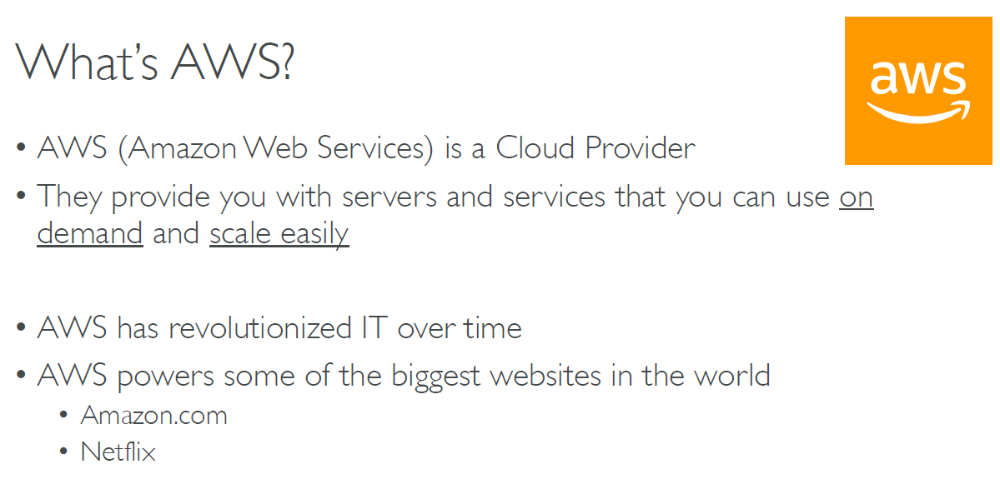 What's AWS?
aws
• AWS (Amazon Web Services) is a Cloud Provider
• They provide you with servers and services that you can use on
demand and scale easily
• AWS has revolutionized IT over time
• AWS powers some of the biggest websites in the world
• Amazon.com
• Netflix